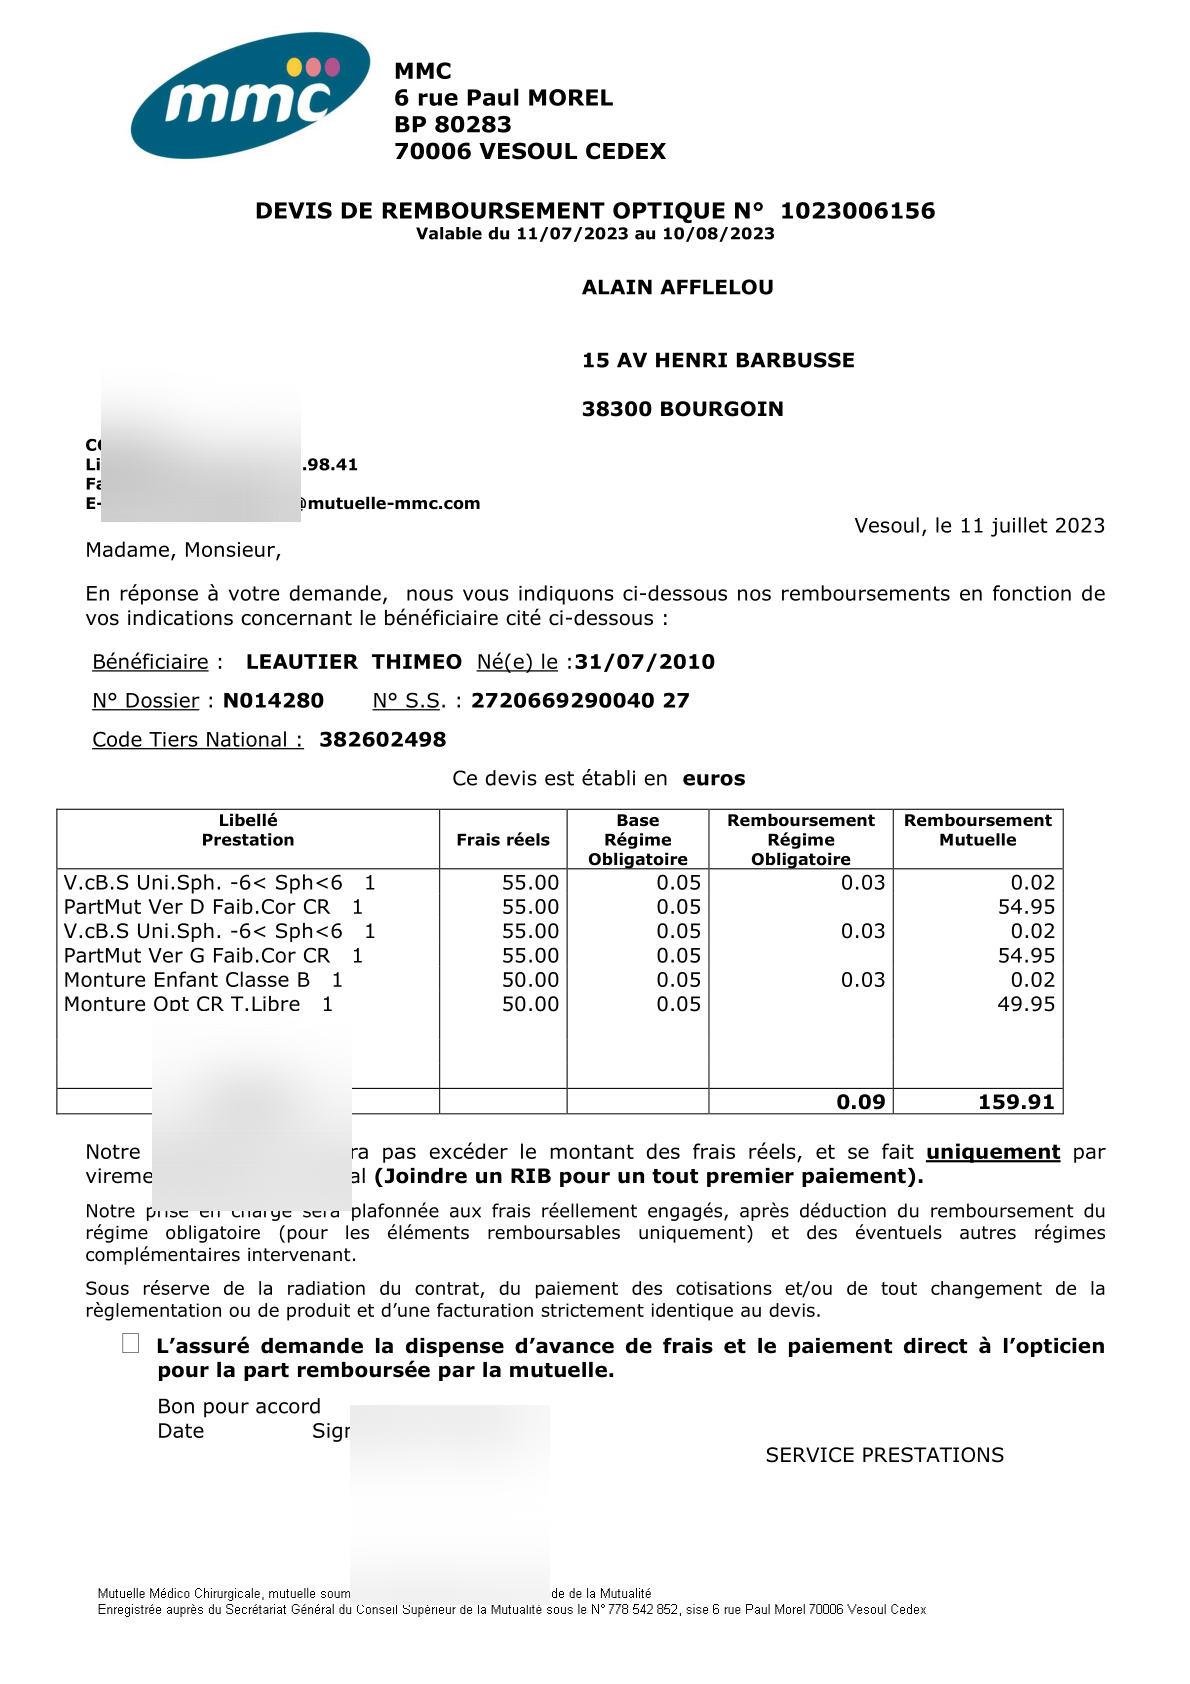 mmc
MMC
6 rue Paul MOREL
BP 80283
70006 VESOUL CEDEX
DEVIS DE REMBOURSEMENT OPTIQUE N° 1023006156
Valable du 11/07/2023 au 10/08/2023
ALAIN AFFLELOU
15 AV HENRI BARBUSSE
38300 BOURGOIN
.98.41
@mutuelle-mmc.com
Vesoul, le 11 juillet 2023
Madame, Monsieur,
En réponse à votre demande, nous vous indiquons ci-dessous nos remboursements en fonction de
vos indications concernant le bénéficiaire cité ci-dessous :
Bénéficiaire : LEAUTIER THIMEO Né(e) le :31/07/2010
N° Dossier : N014280 N° S.S. : 2720669290040 27
Code Tiers National : 382602498
Ce devis est établi en euros
Libellé Prestation Frais réels Base Régime Obligatoire Remboursement Régime Obligatoire Remboursement Mutuelle
V.cB.S Uni.Sph. -6< Sph<6 1 55.00 0.05 0.03 0.02
PartMut Ver D Faib.Cor CR 1 55.00 0.05 54.95
V.cB.S Uni.Sph. -6< Sph<6 1 55.00 0.05 0.03 0.02
PartMut Ver G Faib.Cor CR 1 55.00 0.05 54.95
Monture Enfant Classe B 1 50.00 0.05 0.03 0.02
Monture Opt CR T.Libre 1 50.00 0.05 49.95
0.09 159.91
Notre pas excéder le montant des frais réels, et se fait uniquement par
(Joindre un RIB pour un tout premier paiement).
Notre prise en charge sera plafonnée aux frais réellement engagés, après déduction du remboursement du
régime obligatoire (pour les éléments remboursables uniquement) et des éventuels autres régimes
complémentaires intervenant.
Sous réserve de la radiation du contrat, du paiement des cotisations et/ou de tout changement de la
règlementation ou de produit et d'une facturation strictement identique au devis.
L'assuré demande la dispense d'avance de frais et le paiement direct à l'opticien
pour la part remboursée par la mutuelle.
Bon pour accord
Date
SERVICE PRESTATIONS
Mutuelle Médico Chirurgicale, mutuelle de la Mutualité
Enregistrée auprès du Secrétariat Général du Conseil Supérieur de la Mutualité sous le N° 778 542 852, sise 6 rue Paul Morel 70006 Vesoul Cedex